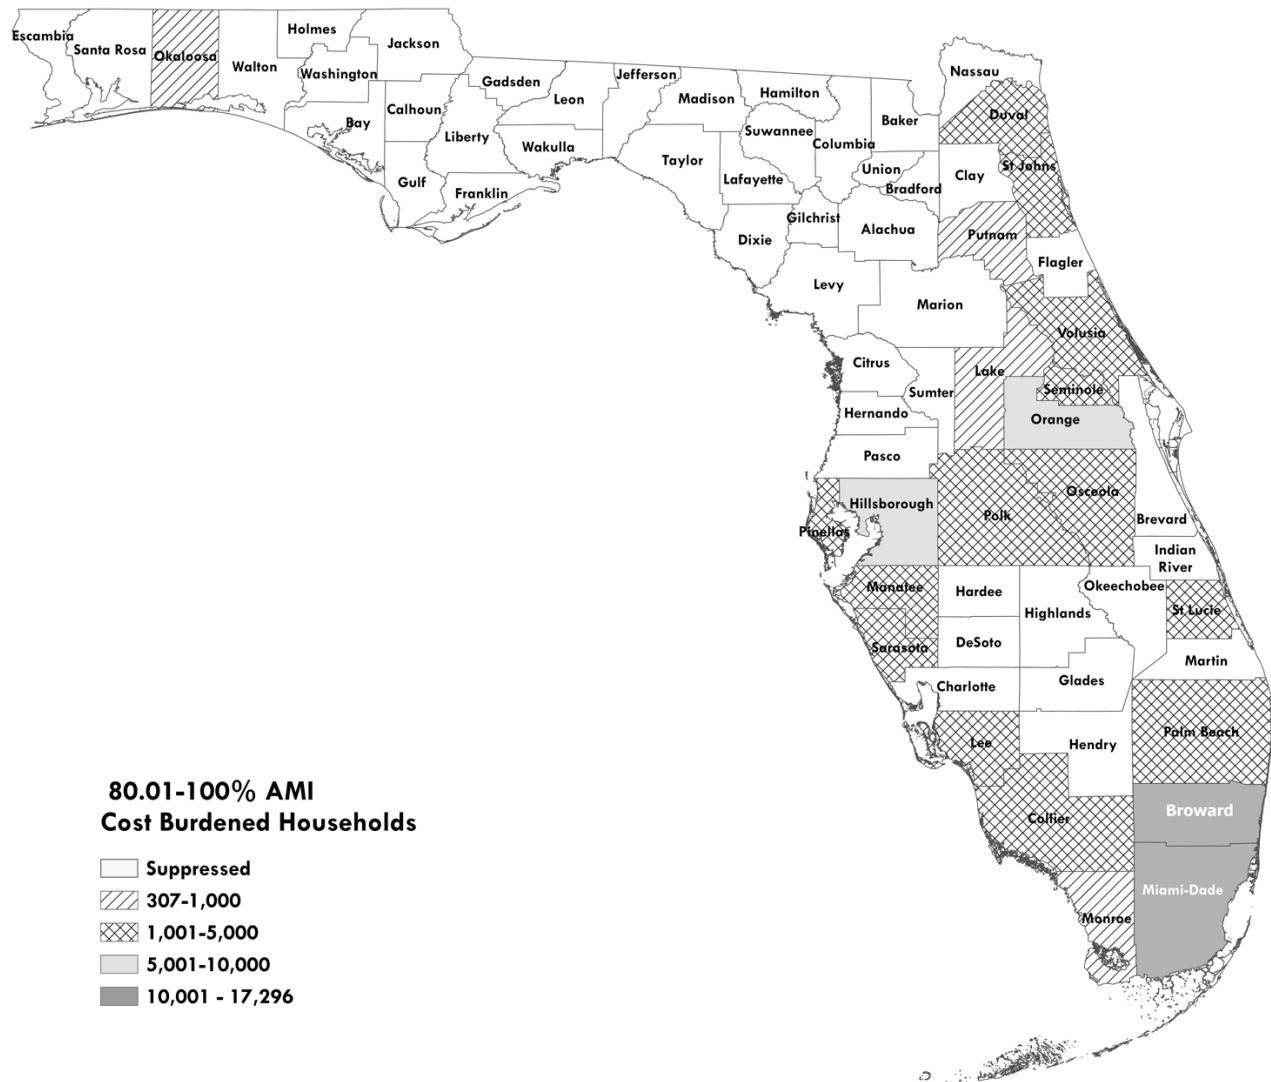 Escambia
Santa Rosa
Okaloosa
Walton
Holmes
Washington
Jackson
Bay
Calhoun
Gulf
Liberty
Gadsden
Franklin
Leon
Wakulla
Jefferson
Madison
Taylor
Hamilton
Suwannee
Lafayette
Dixie
Columbia
Gilchrist
Levy
Baker
Union
Bradford
Alachua
Nassau
Duval
Clay
St Johns
Putnam
Flagler
Marion
Volusia
Citrus
Sumter
Lake
Seminole
Hernando
Orange
Pasco
Hillsborough
Pinellas
Polk
Osceola
Brevard
Indian
River
Manatee
Hardee
Highlands
Okeechobee
St Lucie
Sarasota
DeSoto
Martin
Charlotte
Glades
Lee
Hendry
Palm Beach
Collier
Broward
Miami-Dade
Monroe
80.01-100% AMI
Cost Burdened Households
Suppressed
307-1,000
1,001-5,000
5,001-10,000
10,001 - 17,296